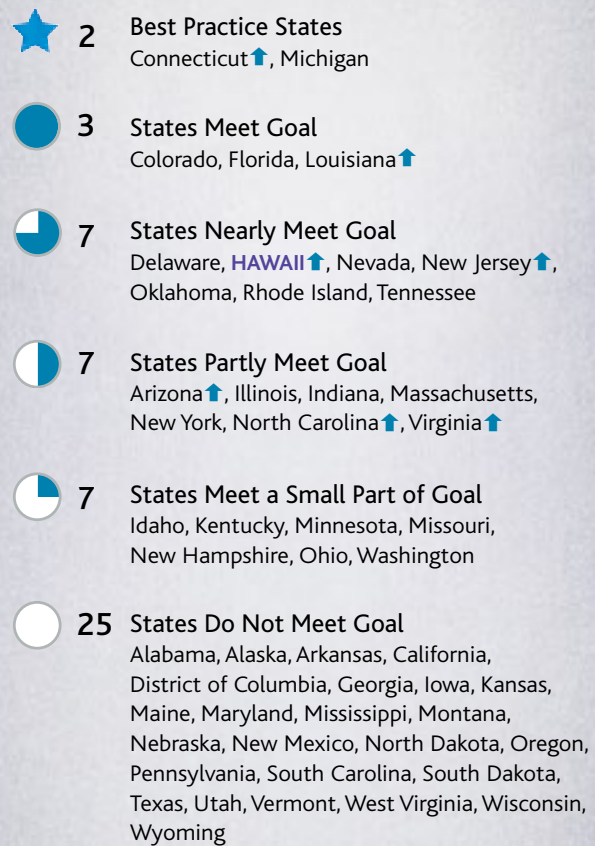 2 Best Practice States
Connecticut⬆, Michigan
3 States Meet Goal
Colorado, Florida, Louisiana⬆
7 States Nearly Meet Goal
Delaware, HAWAII⬆, Nevada, New Jersey⬆,
Oklahoma, Rhode Island, Tennessee
7 States Partly Meet Goal
Arizona⬆, Illinois, Indiana, Massachusetts,
New York, North Carolina⬆, Virginia⬆
7 States Meet a Small Part of Goal
Idaho, Kentucky, Minnesota, Missouri,
New Hampshire, Ohio, Washington
25 States Do Not Meet Goal
Alabama, Alaska, Arkansas, California,
District of Columbia, Georgia, Iowa, Kansas,
Maine, Maryland, Mississippi, Montana,
Nebraska, New Mexico, North Dakota, Oregon,
Pennsylvania, South Carolina, South Dakota,
Texas, Utah, Vermont, West Virginia, Wisconsin,
Wyoming